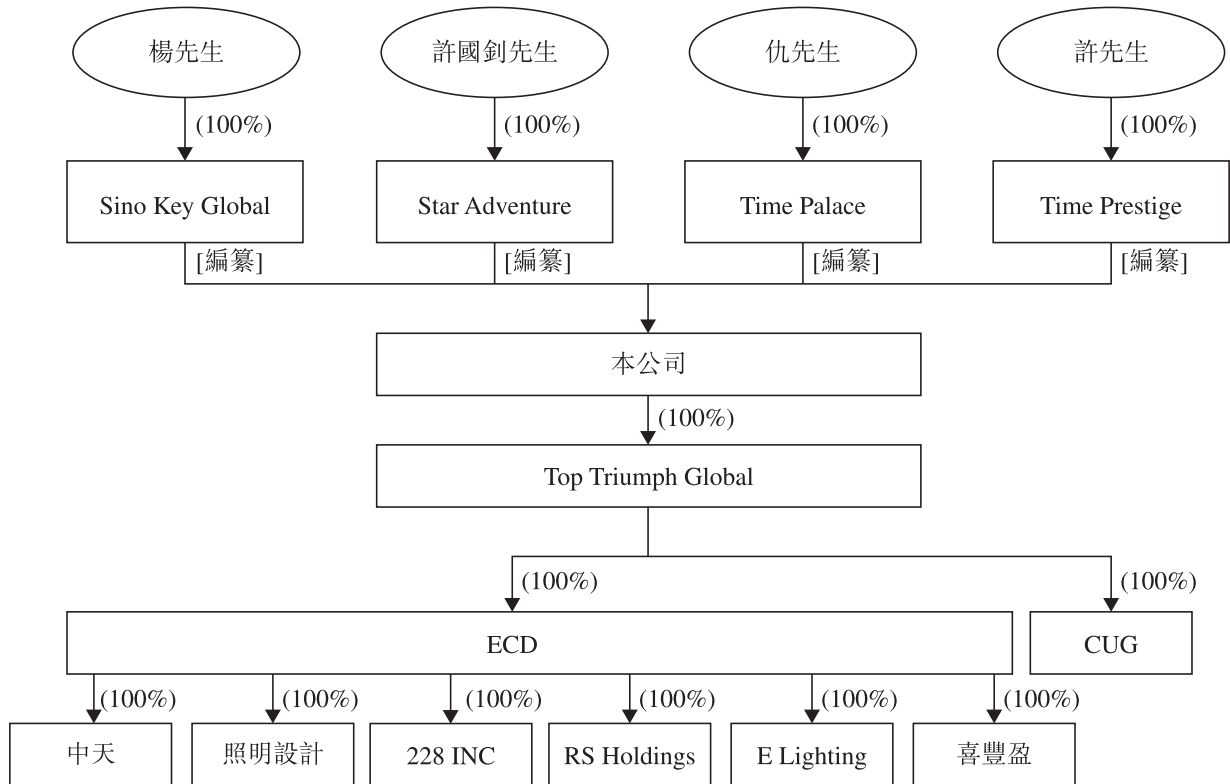 楊先生
許國釗先生
仇先生
許先生
(100%)
(100%)
(100%)
(100%)
Sino Key Global
Star Adventure
Time Palace
Time Prestige
[編纂]
[編纂]
[編纂]
[編纂]
本公司
(100%)
Top Triumph Global
(100%)
(100%)
ECD
CUG
(100%)
(100%)
(100%)
(100%)
(100%)
(100%)
中天
照明設計
228 INC
RS Holdings
E Lighting
喜豐盈